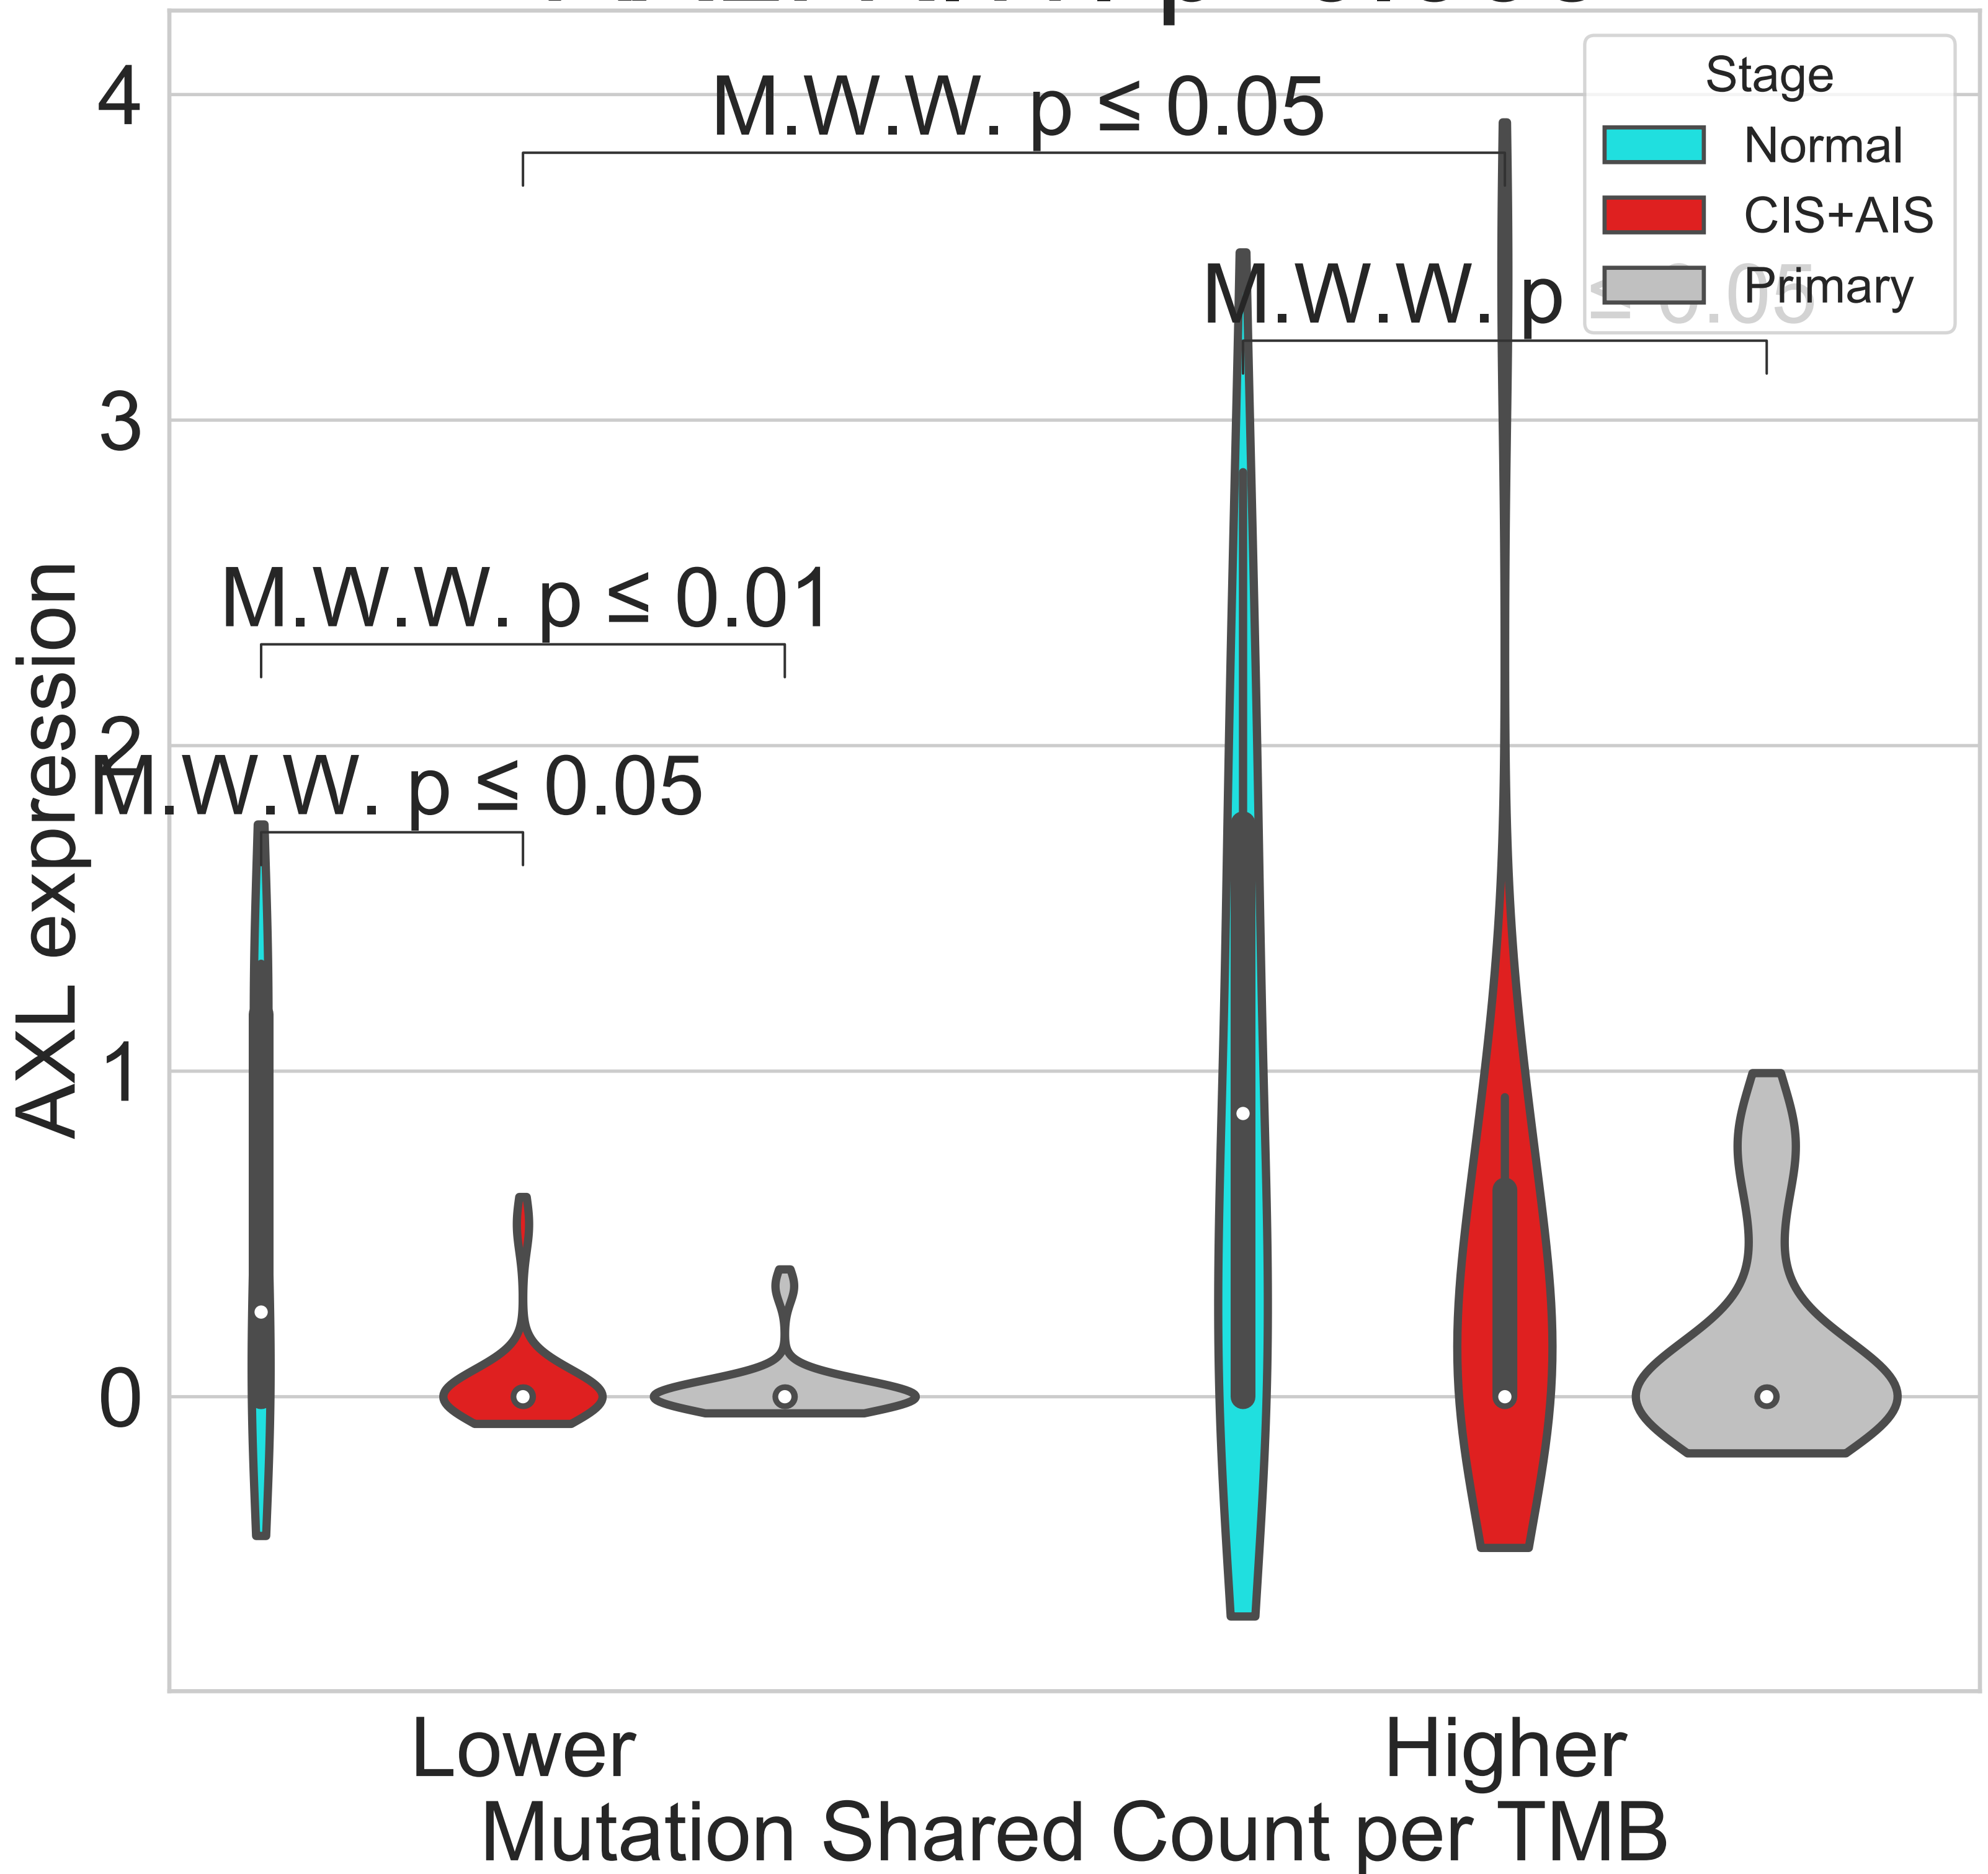 Stage
Normal
CIS+AIS
Primary
4
3
2
1
0
AXL expression
M.W.W. p ≤ 0.05
M.W.W. p ≤ 0.05
M.W.W. p ≤ 0.01
M.W.W. p ≤ 0.05
Lower
Higher
Mutation Shared Count per TMB